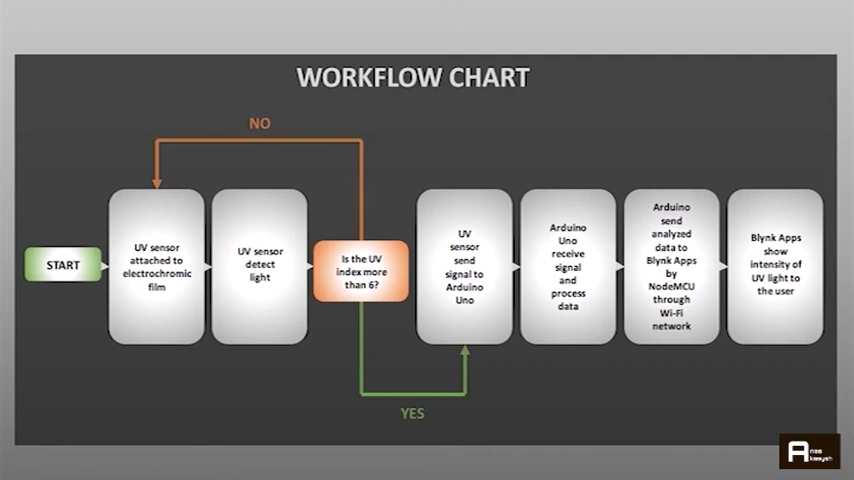 WORKFLOW CHART
NO
START
UV sensor
attached to
electrochromic
film
UV sensor
detect
light
Is the UV
index more
than 6?
UV
sensor
send
signal to
Arduino
Uno
Arduino
Uno
receive
signal
and
process
data
Arduino
send
analyzed
data to
Blynk Apps
by
NodeMCU
through
Wi-Fi
network
Blynk Apps
show
intensity of
UV light to
the user
YES